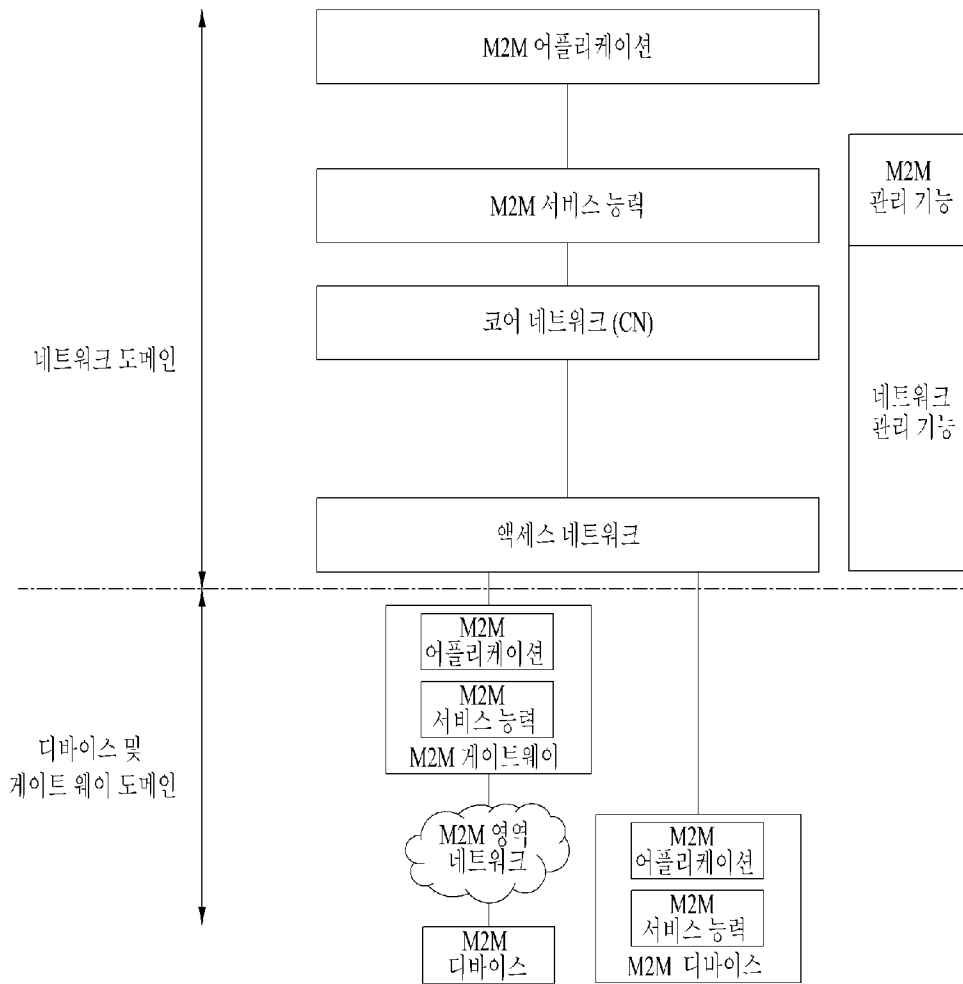 M2M 어플리케이션
M2M 서비스 능력
M2M
관리 기능
코어 네트워크 (CN)
네트워크 도메인
네트워크
관리 기능
액세스 네트워크
M2M
어플리케이션
M2M
서비스 능력
M2M 게이트웨이
디바이스 및
게이트 웨이 도메인
M2M 영역
네트워크
M2M
디바이스
M2M
어플리케이션
M2M
서비스 능력
M2M 디바이스